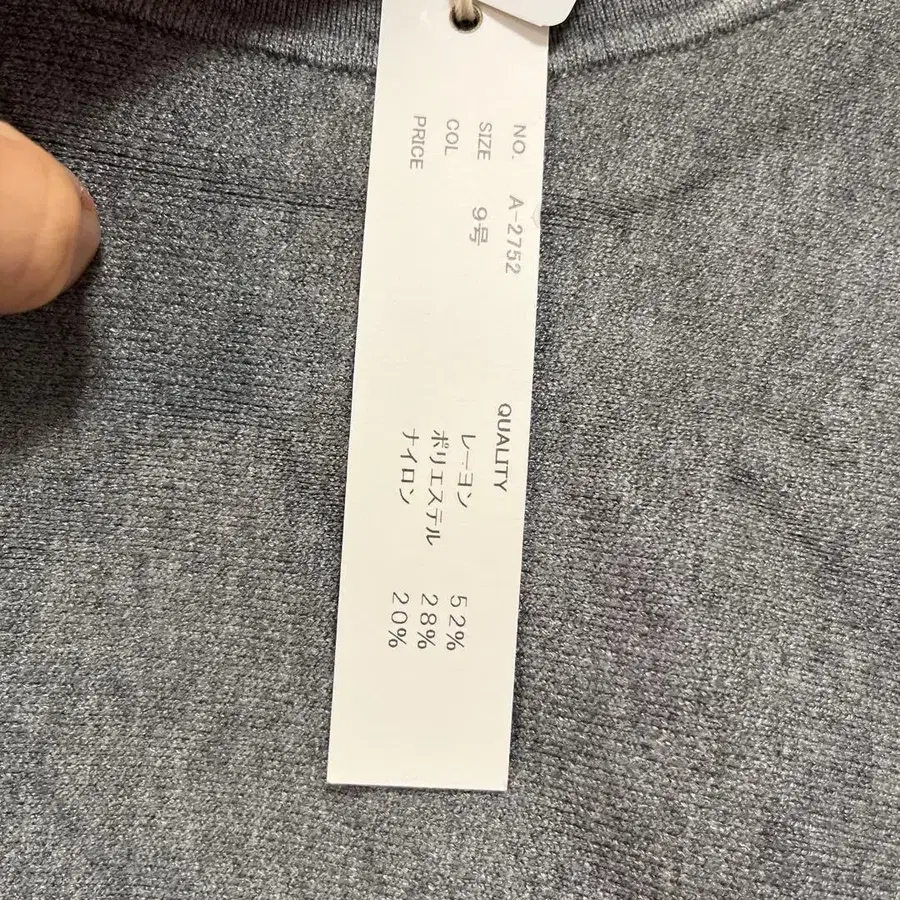 NO. A-2752
SIZE 9号
COL
PRICE
QUALITY
レーヨン 52%
ポリエステル 28%
ナイロン 20%